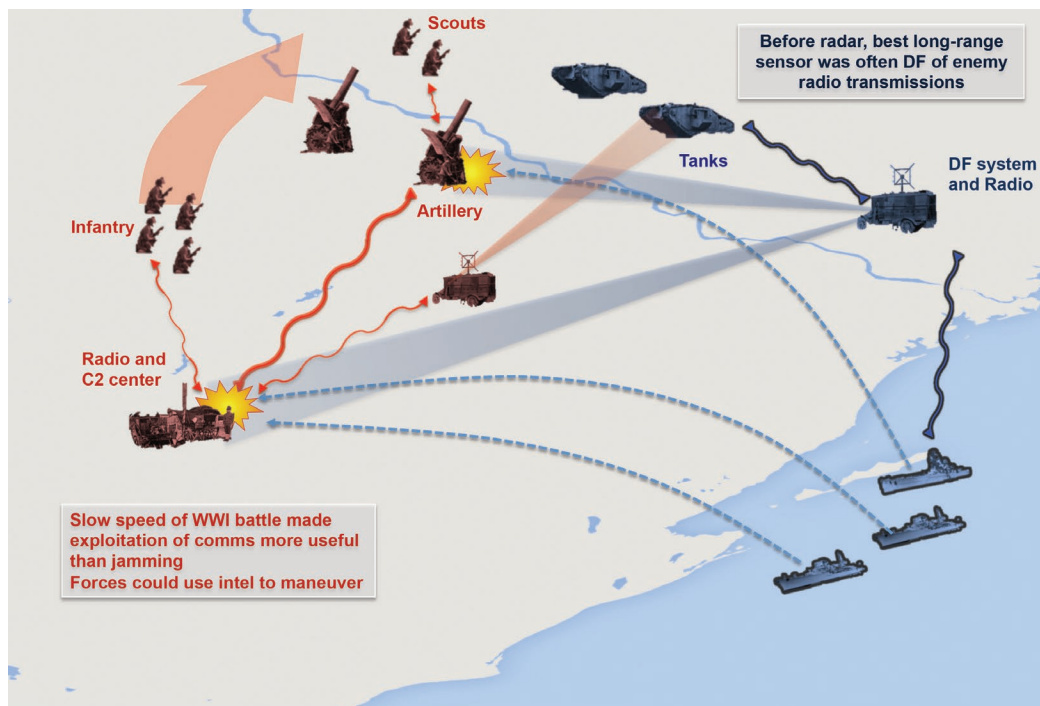 Scouts
Before radar, best long-range
sensor was often DF of enemy
radio transmissions
Tanks
DF system
and Radio
Infantry
Artillery
Radio and
C2 center
Slow speed of WWI battle made
exploitation of comms more useful
than jamming
Forces could use intel to maneuver